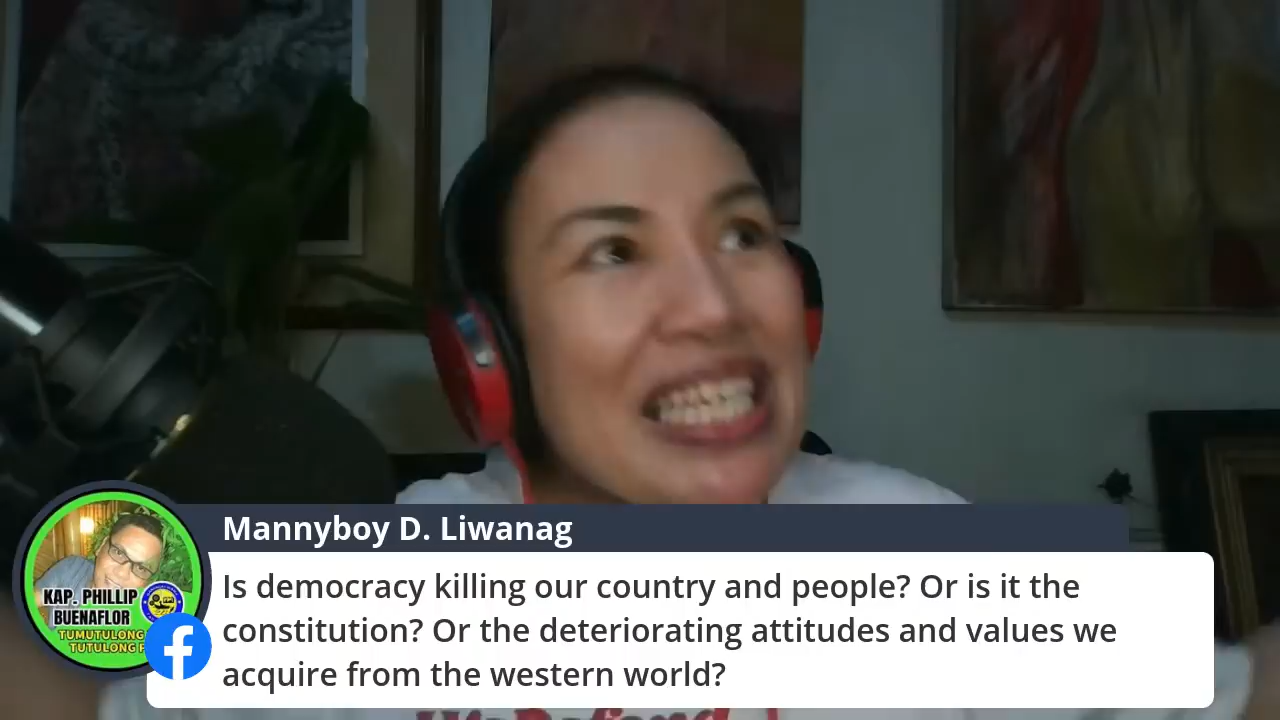 Mannyboy D. Liwanag
Is democracy killing our country and people? Or is it the
constitution? Or the deteriorating attitudes and values we
acquire from the western world?
KAP. PHILLIP
BUENAFLOR
TUMUTULONG
TUTULONG